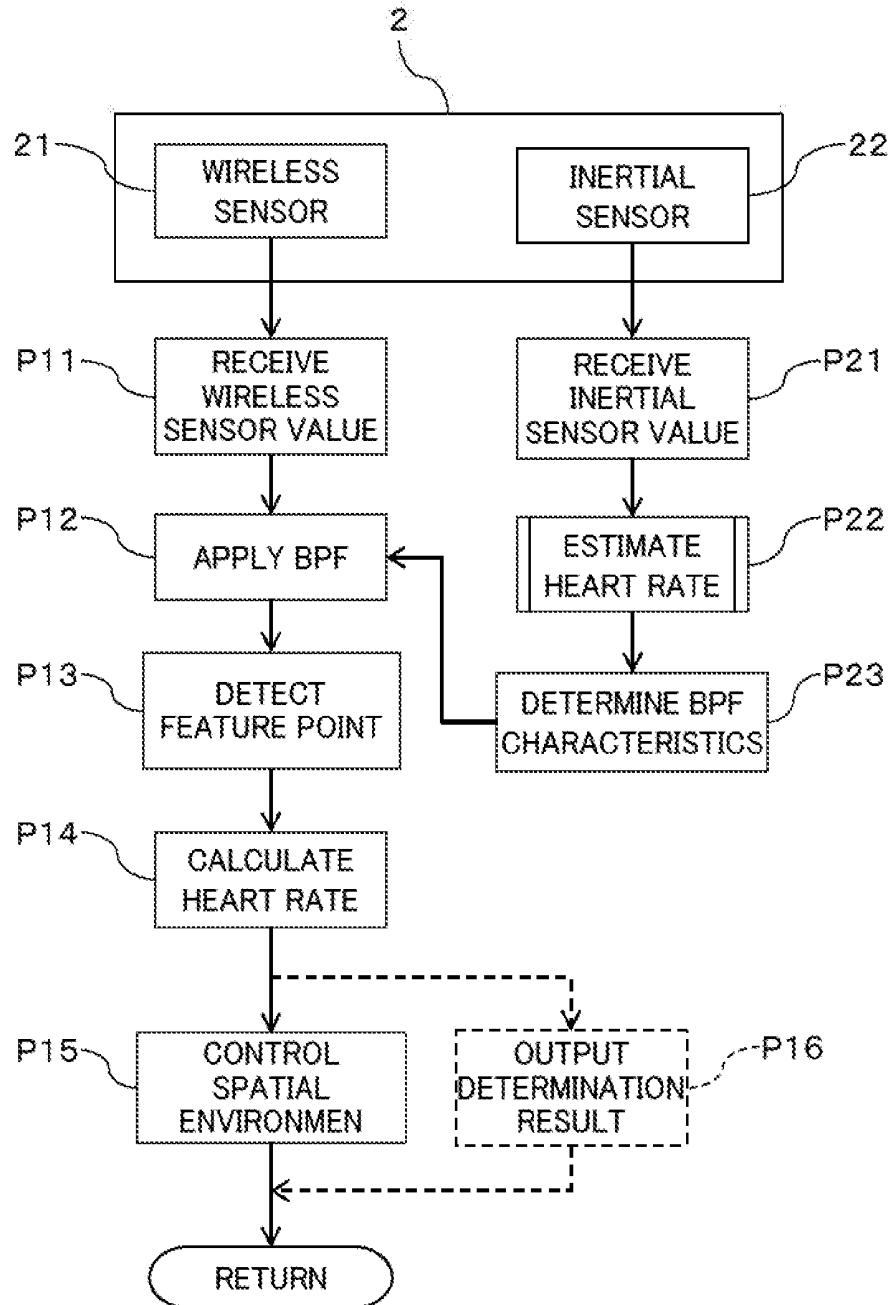 2
21
WIRELESS
SENSOR
INERTIAL
SENSOR
22
P11
RECEIVE
WIRELESS
SENSOR VALUE
RECEIVE
INERTIAL
SENSOR VALUE
P21
P12
APPLY BPF
ESTIMATE
HEART RATE
P22
P13
DETECT
FEATURE POINT
DETERMINE BPF
CHARACTERISTICS
P23
P14
CALCULATE
HEART RATE
P15
CONTROL
SPATIAL
ENVIRONMEN
OUTPUT
DETERMINATION
RESULT
P16
RETURN